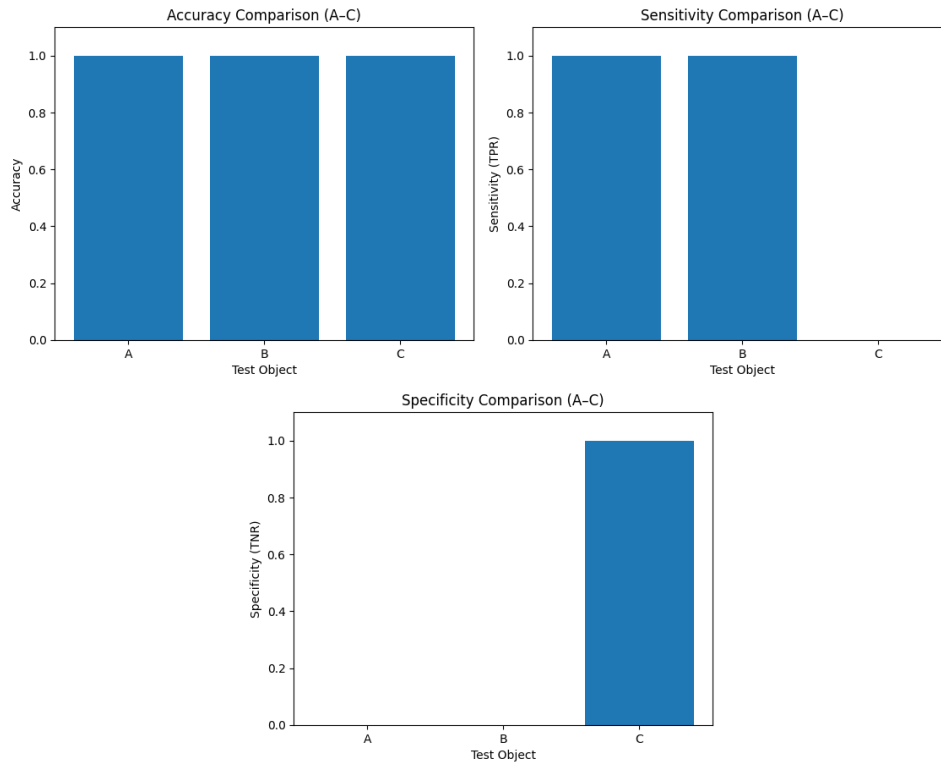 Accuracy Comparison (A–C)
Accuracy
1.0
0.8
0.6
0.4
0.2
0.0
A B C
Test Object
Sensitivity Comparison (A–C)
Sensitivity (TPR)
1.0
0.8
0.6
0.4
0.2
0.0
A B C
Test Object
Specificity Comparison (A–C)
Specificity (TNR)
1.0
0.8
0.6
0.4
0.2
0.0
A B C
Test Object